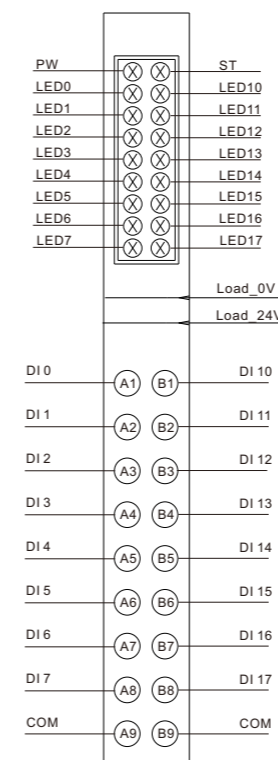 PW ST
LED0 LED10
LED1 LED11
LED2 LED12
LED3 LED13
LED4 LED14
LED5 LED15
LED6 LED16
LED7 LED17
Load_0V
Load_24V
DI 0 A1 B1 DI 10
DI 1 A2 B2 DI 11
DI 2 A3 B3 DI 12
DI 3 A4 B4 DI 13
DI 4 A5 B5 DI 14
DI 5 A6 B6 DI 15
DI 6 A7 B7 DI 16
DI 7 A8 B8 DI 17
COM A9 B9 COM